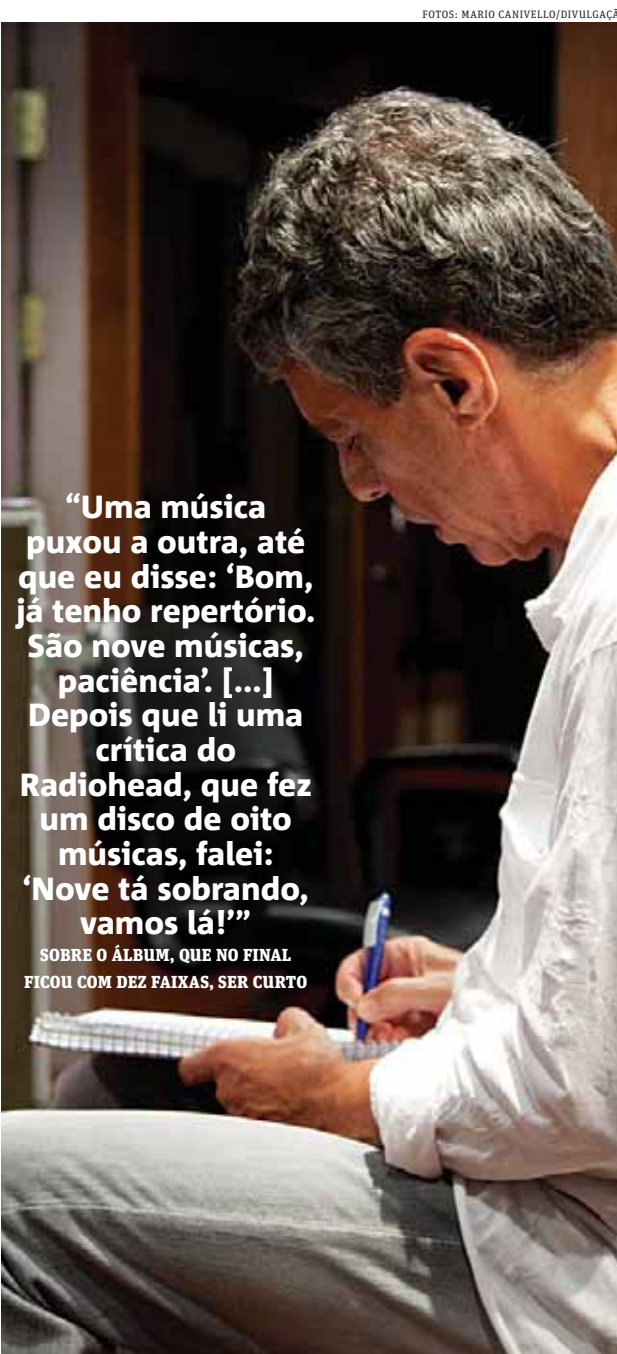 FOTOS: MARIO CANIVELLO/DIVULGAÇÃ
“Uma música
puxou a outra, até
que eu disse: ‘Bom,
já tenho repertório.
São nove músicas,
paciência’. [...]
Depois que li uma
crítica do
Radiohead, que fez
um disco de oito
músicas, falei:
‘Nove tá sobrando,
vamos lá!’”
SOBRE O ÁLBUM, QUE NO FINAL
FICOU COM DEZ FAIXAS, SER CURTO